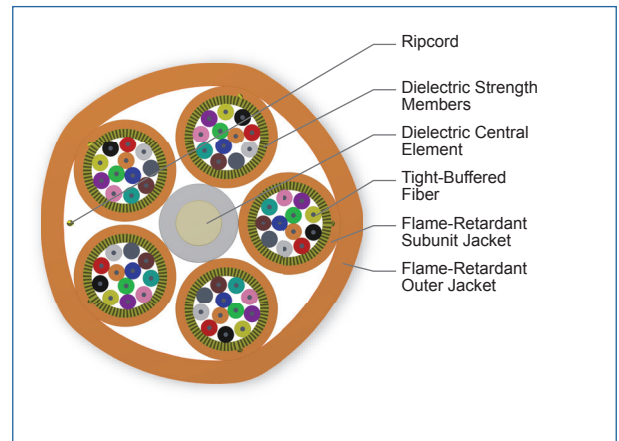 Ripcord
Dielectric Strength
Members
Dielectric Central
Element
Tight-Buffered
Fiber
Flame-Retardant
Subunit Jacket
Flame-Retardant
Outer Jacket